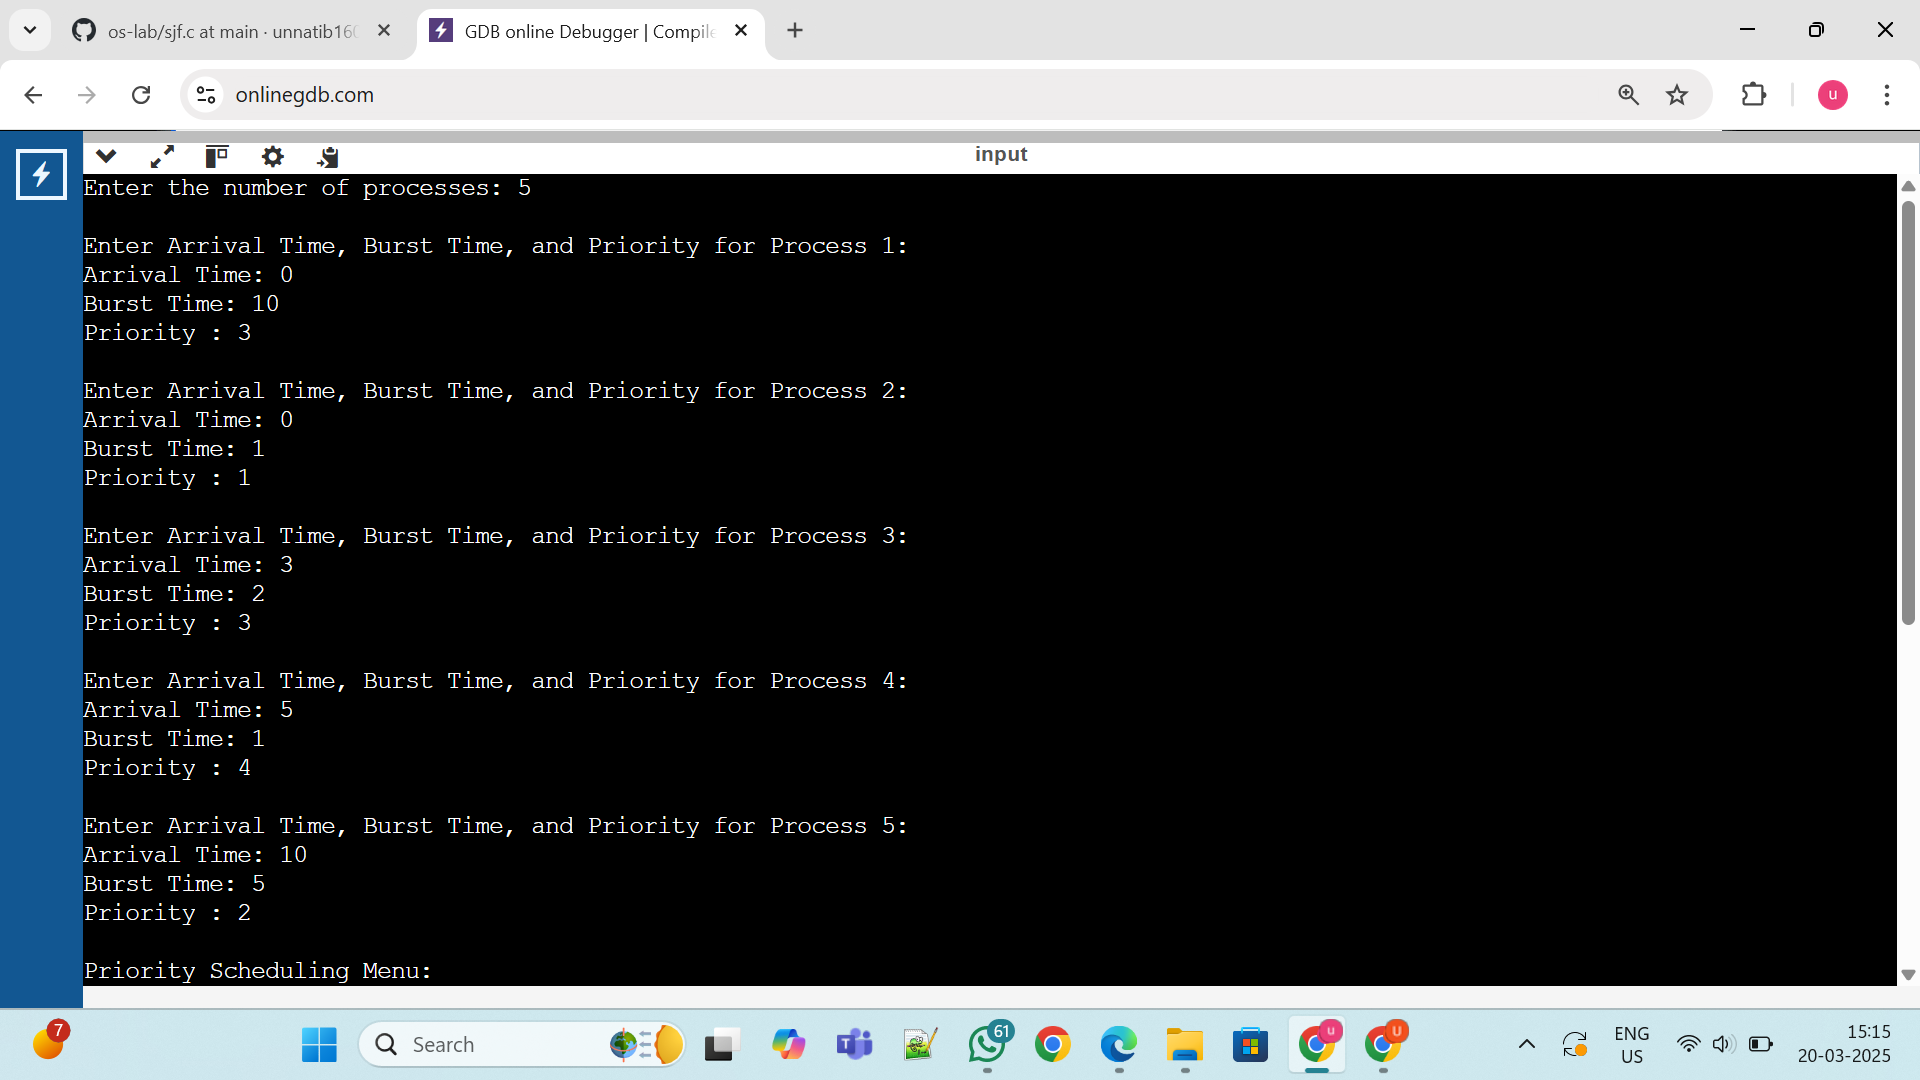 os-lab/sjf.c at main · unnatib160
GDB online Debugger | Compile
onlinegdb.com
u
input
Enter the number of processes: 5
Enter Arrival Time, Burst Time, and Priority for Process 1:
Arrival Time: 0
Burst Time: 10
Priority : 3
Enter Arrival Time, Burst Time, and Priority for Process 2:
Arrival Time: 0
Burst Time: 1
Priority : 1
Enter Arrival Time, Burst Time, and Priority for Process 3:
Arrival Time: 3
Burst Time: 2
Priority : 3
Enter Arrival Time, Burst Time, and Priority for Process 4:
Arrival Time: 5
Burst Time: 1
Priority : 4
Enter Arrival Time, Burst Time, and Priority for Process 5:
Arrival Time: 10
Burst Time: 5
Priority : 2
Priority Scheduling Menu:
7
Search
T
61
u
U
ENG
US
15:15
20-03-2025